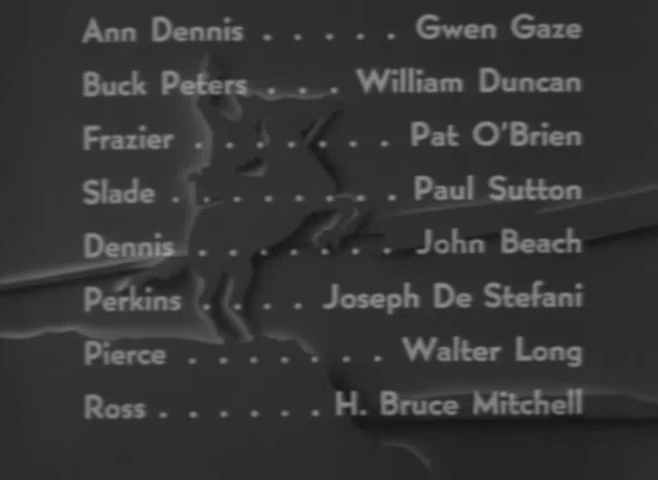 Ann Dennis . . . . . Gwen Gaze
Buck Peters . . . William Duncan
Frazier . . . . . . . Pat O'Brien
Slade . . . . . . . . Paul Sutton
Dennis . . . . . . . John Beach
Perkins . . . . Joseph De Stefani
Pierce . . . . . . . Walter Long
Ross . . . . . . H. Bruce Mitchell